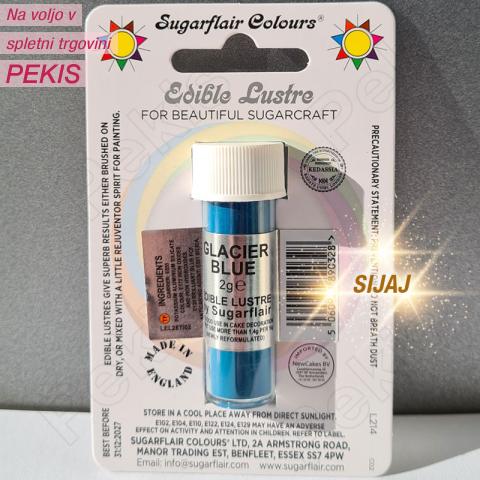 Na voljo v
spletni trgovini
PEKIS
Sugarflair Colours®
Edible Lustre
FOR BEAUTIFUL SUGARCRAFT
EDIBLE LUSTRES GIVE SUPERB RESULTS EITHER BRUSHED ON
DRY, OR MIXED WITH A LITTLE REJUVENTOR SPIRIT FOR PAINTING.
PRECAUTIONARY STATEMENT:
NOT BREATH DUST
KEDASSIA
INGREDIENTS
GLACIER
BLUE
2g e
EDIBLE LUSTRE
by Sugarflair
SIJAJ
MADE IN
ENGLAND
IMPORTED BY
NewCakes BV
BEST BEFORE
31:12:2027
L214
STORE IN A COOL PLACE AWAY FROM DIRECT SUNLIGHT.
E102, E104, E110, E122, E124, E129 MAY HAVE AN ADVERSE
EFFECT ON ACTIVITY AND ATTENTION IN CHILDREN. REFER TO LABEL.
SUGARFLAIR COLOURS' LTD, 2A ARMSTRONG ROAD,
MANOR TRADING EST, BENFLEET, ESSEX SS7 4PW
Email: info@sugarflair.com www.sugarflair.com